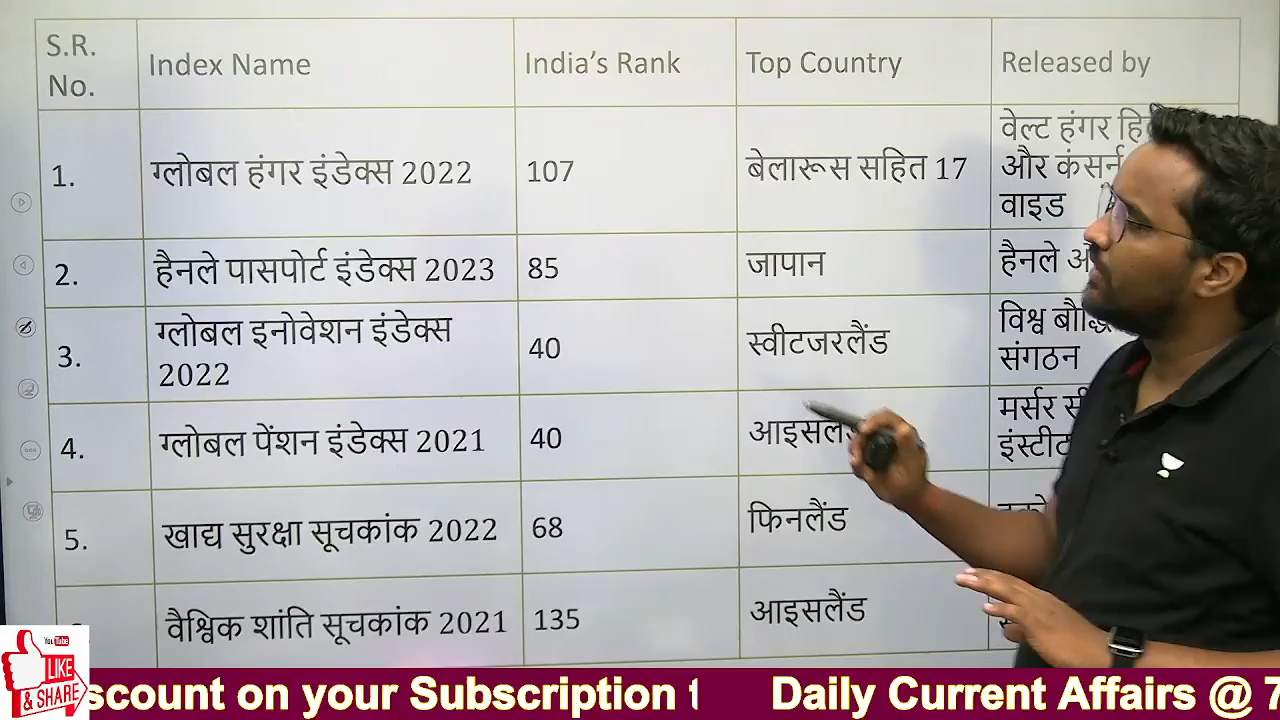 S.R.
No.
Index Name
India's Rank
Top Country
Released by
1.
ग्लोबल हंगर इंडेक्स 2022
107
बेलारूस सहित 17
वेल्ट हंगर
और कंसर्न
वाइड
2.
हैनले पासपोर्ट इंडेक्स 2023
85
जापान
हैनले
3.
ग्लोबल इनोवेशन इंडेक्स
2022
40
स्वीटजरलैंड
विश्व
संगठन
4.
ग्लोबल पेंशन इंडेक्स 2021
40
मर्सर
5.
खाद्य सुरक्षा सूचकांक 2022
68
फिनलैंड
वैश्विक शांति सूचकांक 2021
135
आइसलैंड
YouTube
LIKE
& SHARE
scount on your Subscription
Daily Current Affairs @ 7